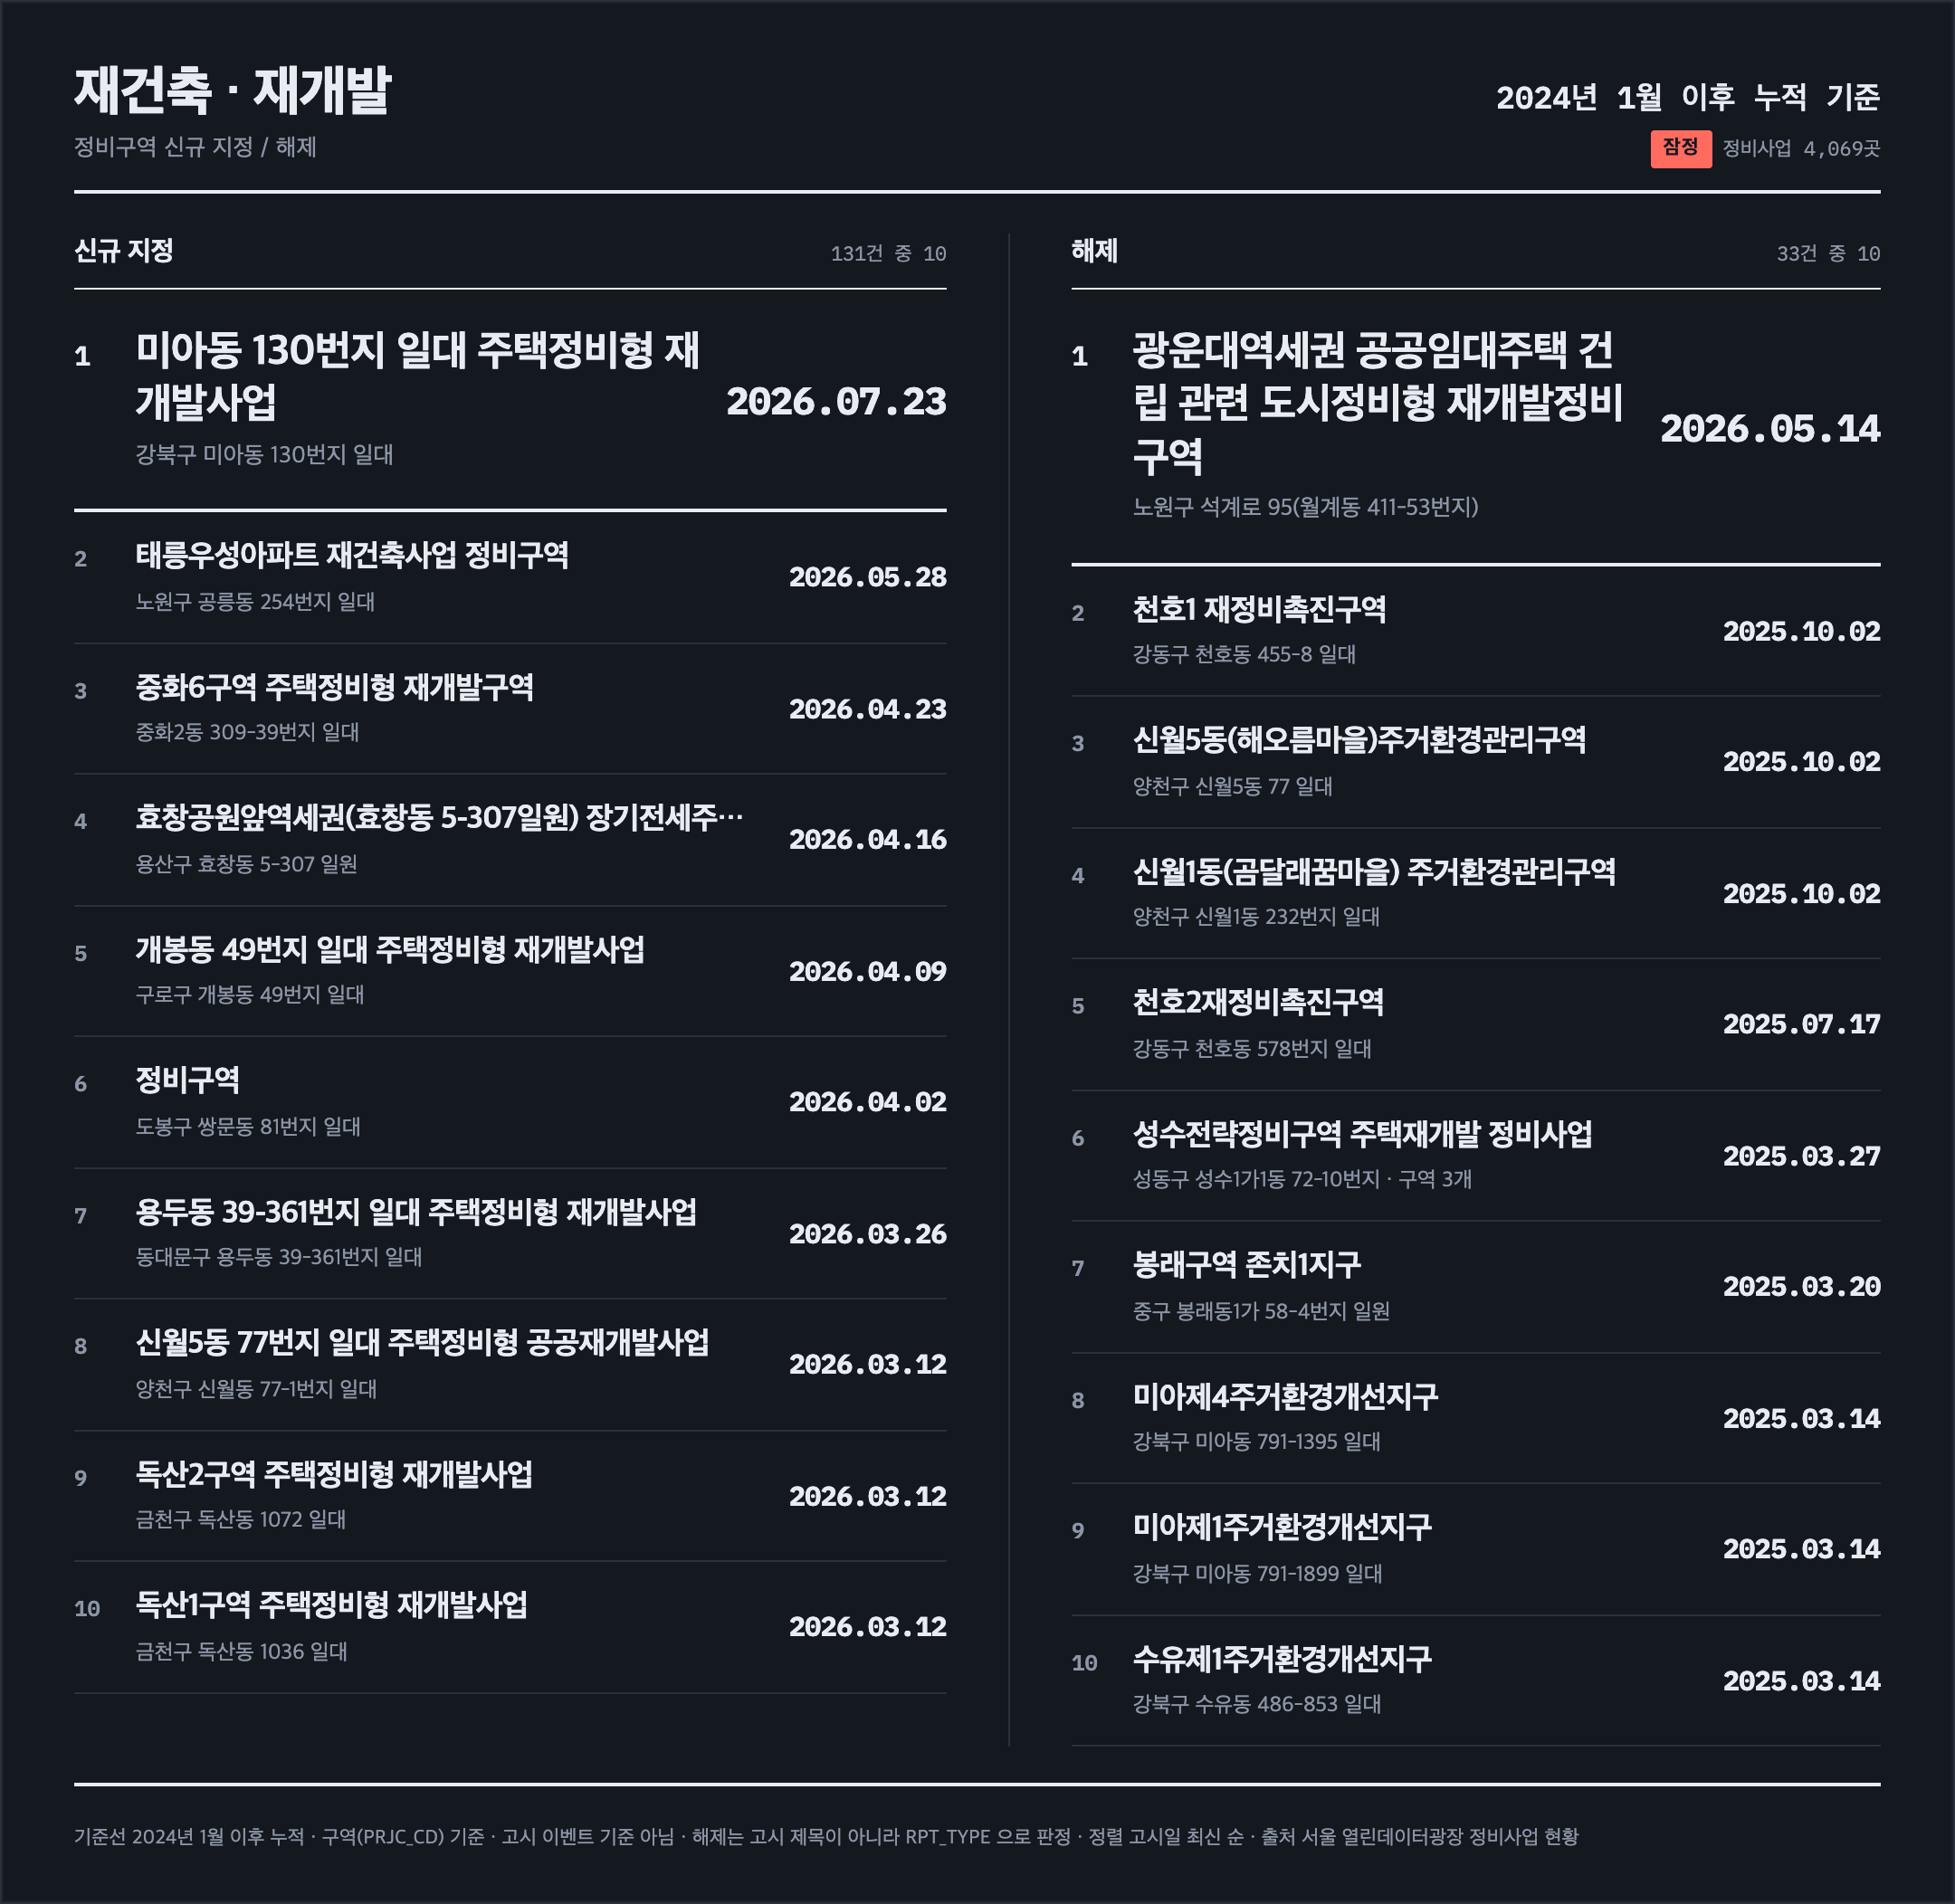 재건축 · 재개발
정비구역 신규 지정 / 해제
2024년 1월 이후 누적 기준
잠정 정비사업 4,069곳
신규 지정 131건 중 10
1 미아동 130번지 일대 주택정비형 재
개발사업 2026.07.23
강북구 미아동 130번지 일대
2 태릉우성아파트 재건축사업 정비구역 2026.05.28
노원구 공릉동 254번지 일대
3 중화6구역 주택정비형 재개발구역 2026.04.23
중화2동 309-39번지 일대
4 효창공원앞역세권(효창동 5-307일원) 장기전세주… 2026.04.16
용산구 효창동 5-307 일원
5 개봉동 49번지 일대 주택정비형 재개발사업 2026.04.09
구로구 개봉동 49번지 일대
6 정비구역 2026.04.02
도봉구 쌍문동 81번지 일대
7 용두동 39-361번지 일대 주택정비형 재개발사업 2026.03.26
동대문구 용두동 39-361번지 일대
8 신월5동 77번지 일대 주택정비형 공공재개발사업 2026.03.12
양천구 신월동 77-1번지 일대
9 독산2구역 주택정비형 재개발사업 2026.03.12
금천구 독산동 1072 일대
10 독산1구역 주택정비형 재개발사업 2026.03.12
금천구 독산동 1036 일대
해제 33건 중 10
1 광운대역세권 공공임대주택 건
립 관련 도시정비형 재개발정비
구역 2026.05.14
노원구 석계로 95(월계동 411-53번지)
2 천호1 재정비촉진구역 2025.10.02
강동구 천호동 455-8 일대
3 신월5동(해오름마을)주거환경관리구역 2025.10.02
양천구 신월5동 77 일대
4 신월1동(곰달래꿈마을) 주거환경관리구역 2025.10.02
양천구 신월1동 232번지 일대
5 천호2재정비촉진구역 2025.07.17
강동구 천호동 578번지 일대
6 성수전략정비구역 주택재개발 정비사업 2025.03.27
성동구 성수1가1동 72-10번지 · 구역 3개
7 봉래구역 존치1지구 2025.03.20
중구 봉래동1가 58-4번지 일원
8 미아제4주거환경개선지구 2025.03.14
강북구 미아동 791-1395 일대
9 미아제1주거환경개선지구 2025.03.14
강북구 미아동 791-1899 일대
10 수유제1주거환경개선지구 2025.03.14
강북구 수유동 486-853 일대
기준선 2024년 1월 이후 누적 · 구역(PRJC_CD) 기준 · 고시 이벤트 기준 아님 · 해제는 고시 제목이 아니라 RPT_TYPE 으로 판정 · 정렬 고시일 최신 순 · 출처 서울 열린데이터광장 정비사업 현황